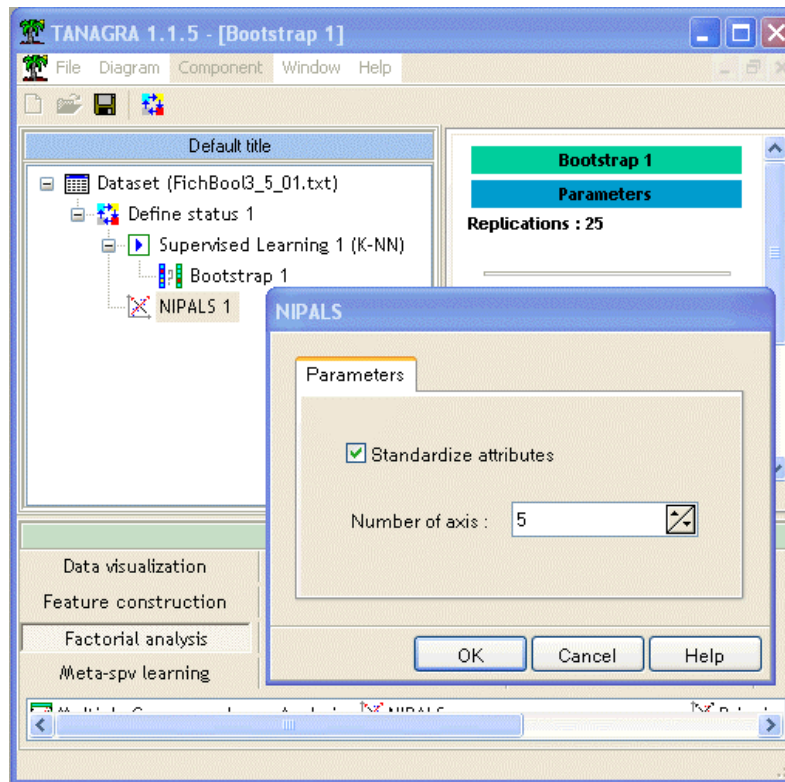 TANAGRA 1.1.5 - [Bootstrap 1]
File Diagram Component Window Help
Default title
Dataset (FichBool3_5_01.txt)
Define status 1
Supervised Learning 1 (K-NN)
Bootstrap 1
NIPALS 1
Bootstrap 1
Parameters
Replications : 25
NIPALS
Parameters
Standardize attributes
Number of axis : 5
OK Cancel Help
Data visualization
Feature construction
Factorial analysis
Meta-spv learning
NIPALS